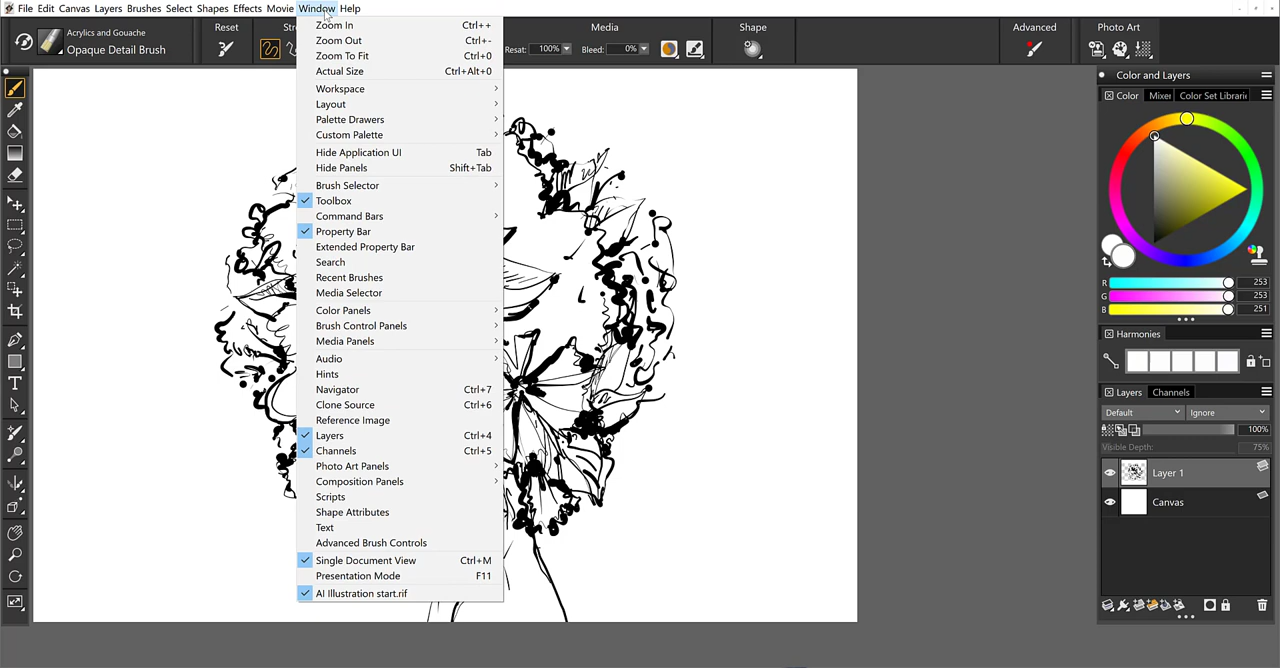 File Edit Canvas Layers Brushes Select Shapes Effects Movie Window Help
Acrylics and Gouache
Opaque Detail Brush
Reset
Media
Resat: 100% Bleed: 0%
Shape
Advanced
Photo Art
Zoom In Ctrl++
Zoom Out Ctrl+-
Zoom To Fit Ctrl+0
Actual Size Ctrl+Alt+0
Workspace
Layout
Palette Drawers
Custom Palette
Hide Application UI Tab
Hide Panels Shift+Tab
Brush Selector
Toolbox
Command Bars
Property Bar
Extended Property Bar
Search
Recent Brushes
Media Selector
Color Panels
Brush Control Panels
Media Panels
Audio
Hints
Navigator Ctrl+7
Clone Source Ctrl+6
Reference Image
Layers Ctrl+4
Channels Ctrl+5
Photo Art Panels
Composition Panels
Scripts
Shape Attributes
Text
Advanced Brush Controls
Single Document View Ctrl+M
Presentation Mode F11
AI Illustration start.rif
Color and Layers
Color Mixer Color Set Librari
R 253
G 253
B 251
Harmonies
Layers Channels
Default Ignore
100%
Visible Depth: 75%
Layer 1
Canvas